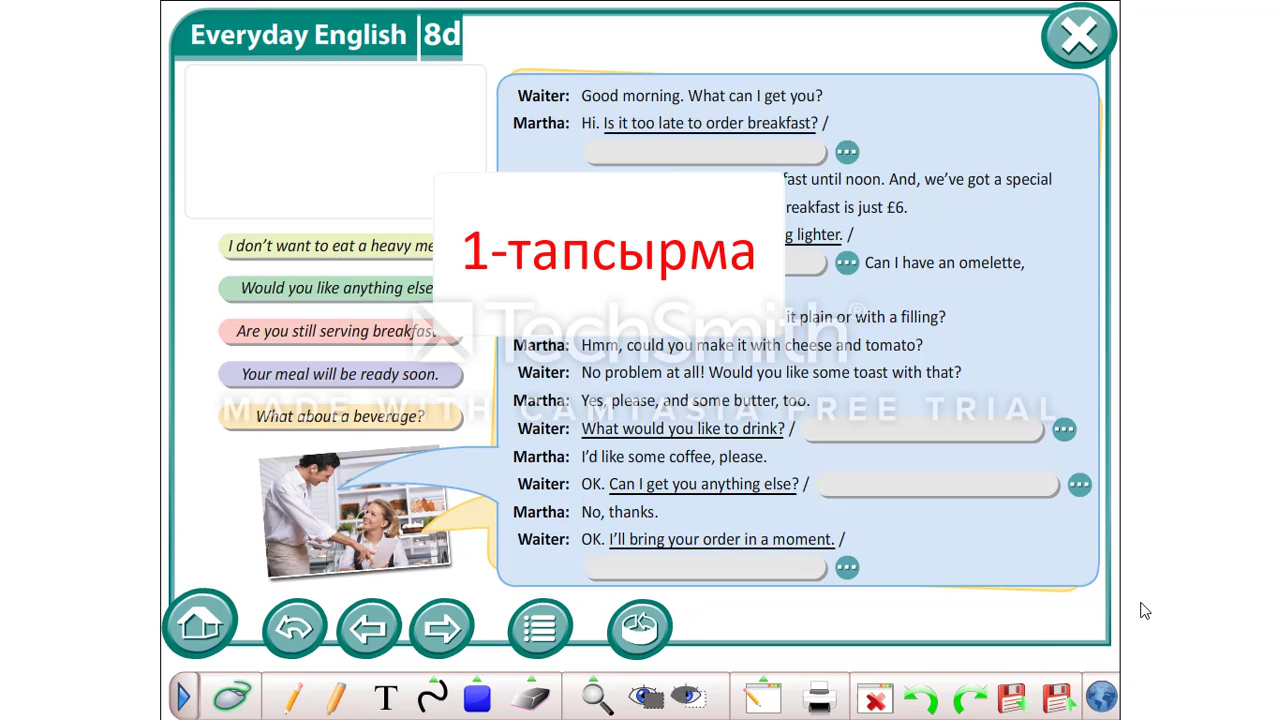 Everyday English 8d
Waiter: Good morning. What can I get you?
Martha: Hi. Is it too late to order breakfast? /
fast until noon. And, we've got a special
reakfast is just £6.
g lighter. /
Can I have an omelette,
it plain or with a filling?
Martha: Hmm, could you make it with cheese and tomato?
Waiter: No problem at all! Would you like some toast with that?
Martha: Yes, please, and some butter, too.
Waiter: What would you like to drink? /
Martha: I'd like some coffee, please.
Waiter: OK. Can I get you anything else? /
Martha: No, thanks.
Waiter: OK. I'll bring your order in a moment. /
I don't want to eat a heavy me
Would you like anything else
Are you still serving breakfast
Your meal will be ready soon.
What about a beverage?
1-тапсырма
TechSmith®
MADE WITH CAMTASIA FREE TRIAL
T